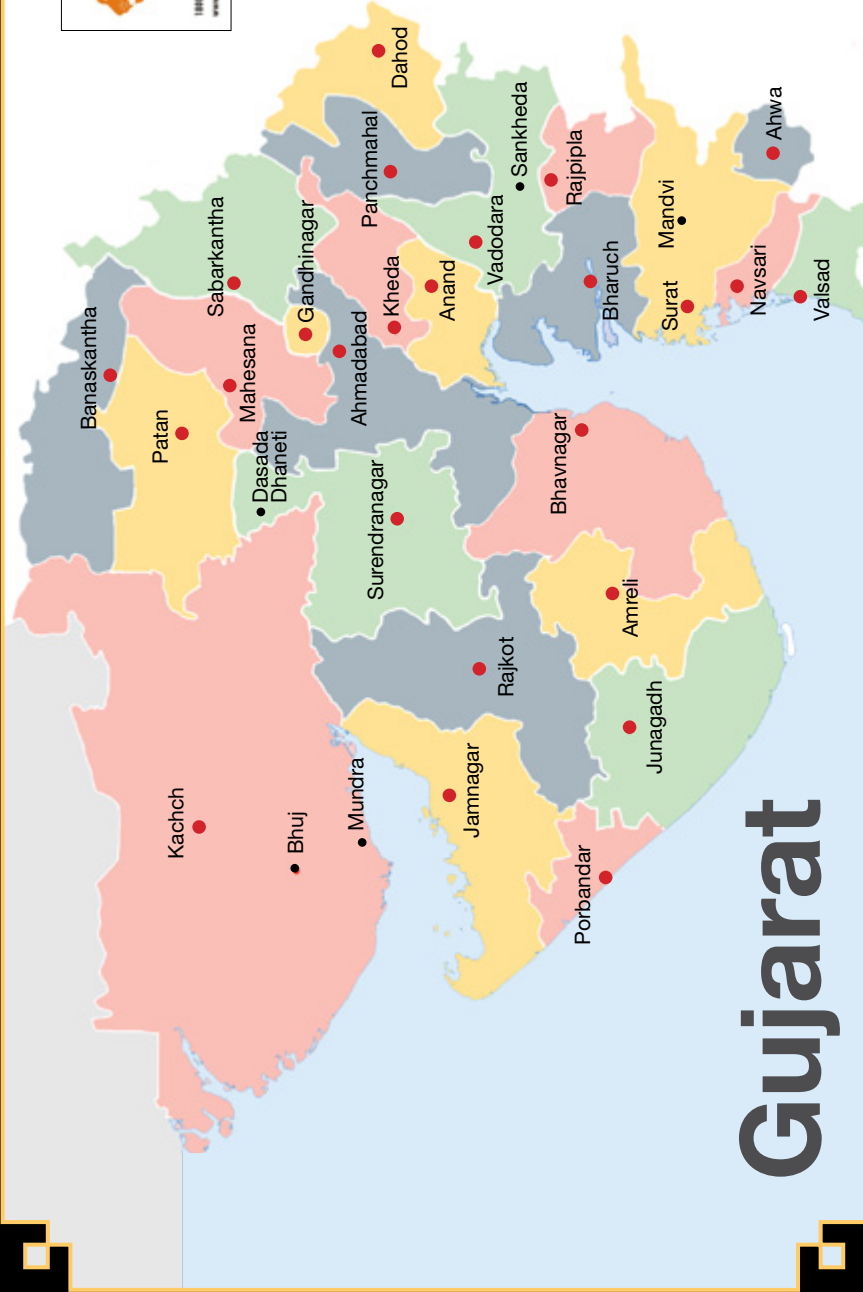 Dahod
Panchmahal
Sankheda
Rajpipla
Ahwa
Sabarkantha
Gandhinagar
Vadodara
Mandvi
Banaskantha
Mahesana
Ahmadabad
Kheda
Anand
Bharuch
Surat
Navsari
Valsad
Patan
Dasada
Dhaneti
Surendranagar
Bhavnagar
Amreli
Rajkot
Junagadh
Kachch
Bhuj
Mundra
Jamnagar
Porbandar
Gujarat